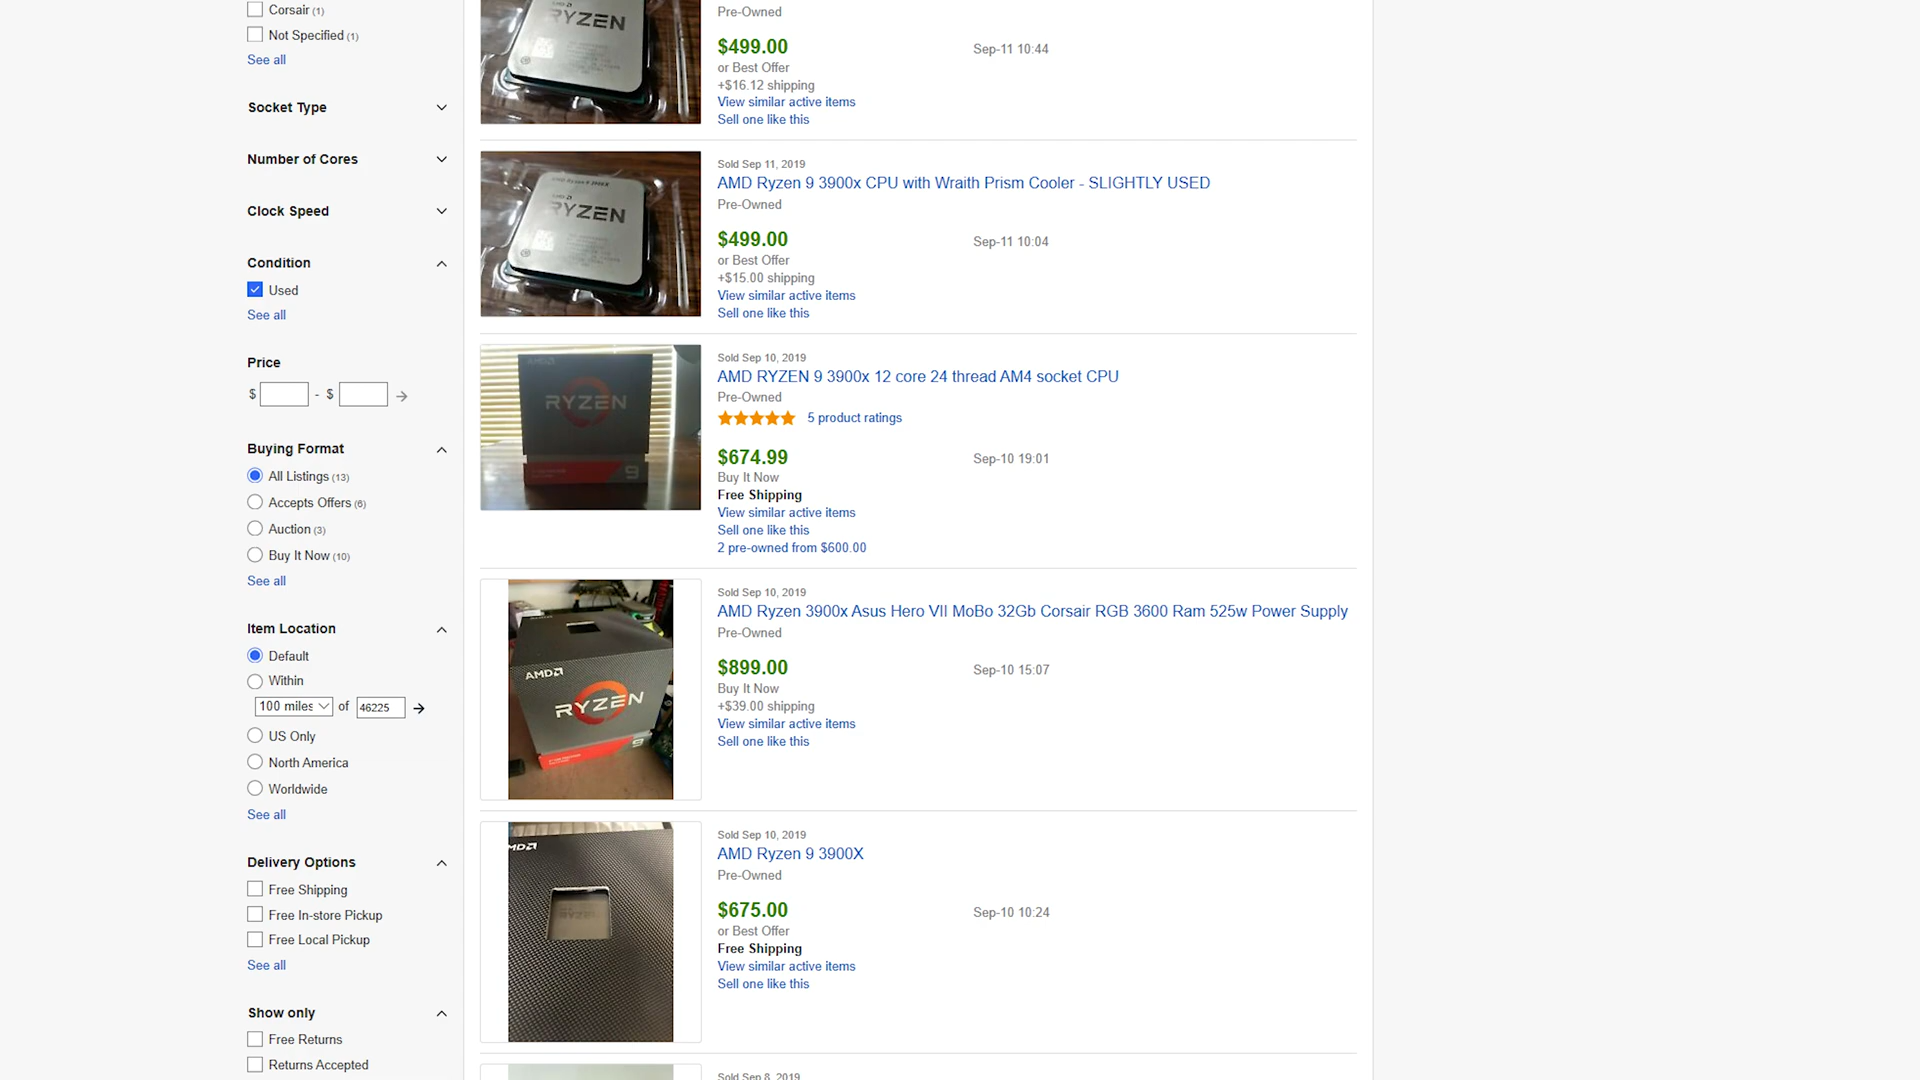 Corsair (1)
Not Specified (1)
See all
Socket Type
Number of Cores
Clock Speed
Condition
Used
See all
Price
$ - $
Buying Format
All Listings (13)
Accepts Offers (6)
Auction (3)
Buy It Now (10)
See all
Item Location
Default
Within
100 miles of 46225
US Only
North America
Worldwide
See all
Delivery Options
Free Shipping
Free In-store Pickup
Free Local Pickup
See all
Show only
Free Returns
Returns Accepted
RYZEN
Pre-Owned
$499.00 Sep-11 10:44
or Best Offer
+$16.12 shipping
View similar active items
Sell one like this
AMD Ryzen 9 3900X
AMD
RYZEN
Sold Sep 11, 2019
AMD Ryzen 9 3900x CPU with Wraith Prism Cooler - SLIGHTLY USED
Pre-Owned
$499.00 Sep-11 10:04
or Best Offer
+$15.00 shipping
View similar active items
Sell one like this
AMD
RYZEN
9
Sold Sep 10, 2019
AMD RYZEN 9 3900x 12 core 24 thread AM4 socket CPU
Pre-Owned
5 product ratings
$674.99 Sep-10 19:01
Buy It Now
Free Shipping
View similar active items
Sell one like this
2 pre-owned from $600.00
AMD
RYZEN
9
Sold Sep 10, 2019
AMD Ryzen 3900x Asus Hero VII MoBo 32Gb Corsair RGB 3600 Ram 525w Power Supply
Pre-Owned
$899.00 Sep-10 15:07
Buy It Now
+$39.00 shipping
View similar active items
Sell one like this
AMD
RYZEN
Sold Sep 10, 2019
AMD Ryzen 9 3900X
Pre-Owned
$675.00 Sep-10 10:24
or Best Offer
Free Shipping
View similar active items
Sell one like this
Sold Sep 8, 2019